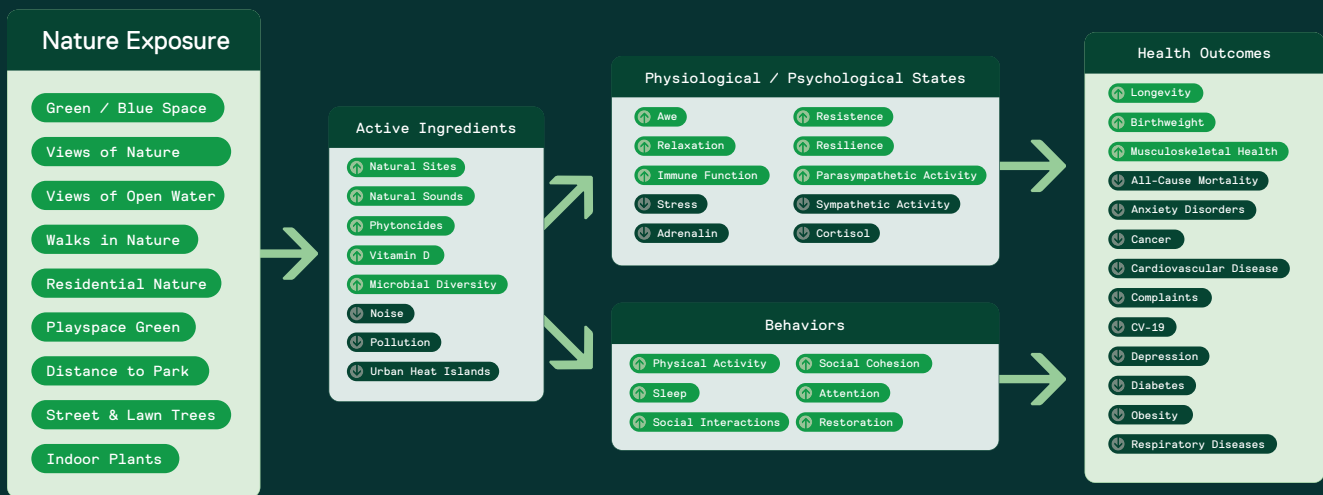 Nature Exposure
Green / Blue Space
Views of Nature
Views of Open Water
Walks in Nature
Residential Nature
Playspace Green
Distance to Park
Street & Lawn Trees
Indoor Plants
Active Ingredients
Natural Sites
Natural Sounds
Phytoncides
Vitamin D
Microbial Diversity
Noise
Pollution
Urban Heat Islands
Physiological / Psychological States
Awe
Relaxation
Immune Function
Stress
Adrenalin
Resistence
Resilience
Parasympathetic Activity
Sympathetic Activity
Cortisol
Behaviors
Physical Activity
Sleep
Social Interactions
Social Cohesion
Attention
Restoration
Health Outcomes
Longevity
Birthweight
Musculoskeletal Health
All-Cause Mortality
Anxiety Disorders
Cancer
Cardiovascular Disease
Complaints
CV-19
Depression
Diabetes
Obesity
Respiratory Diseases